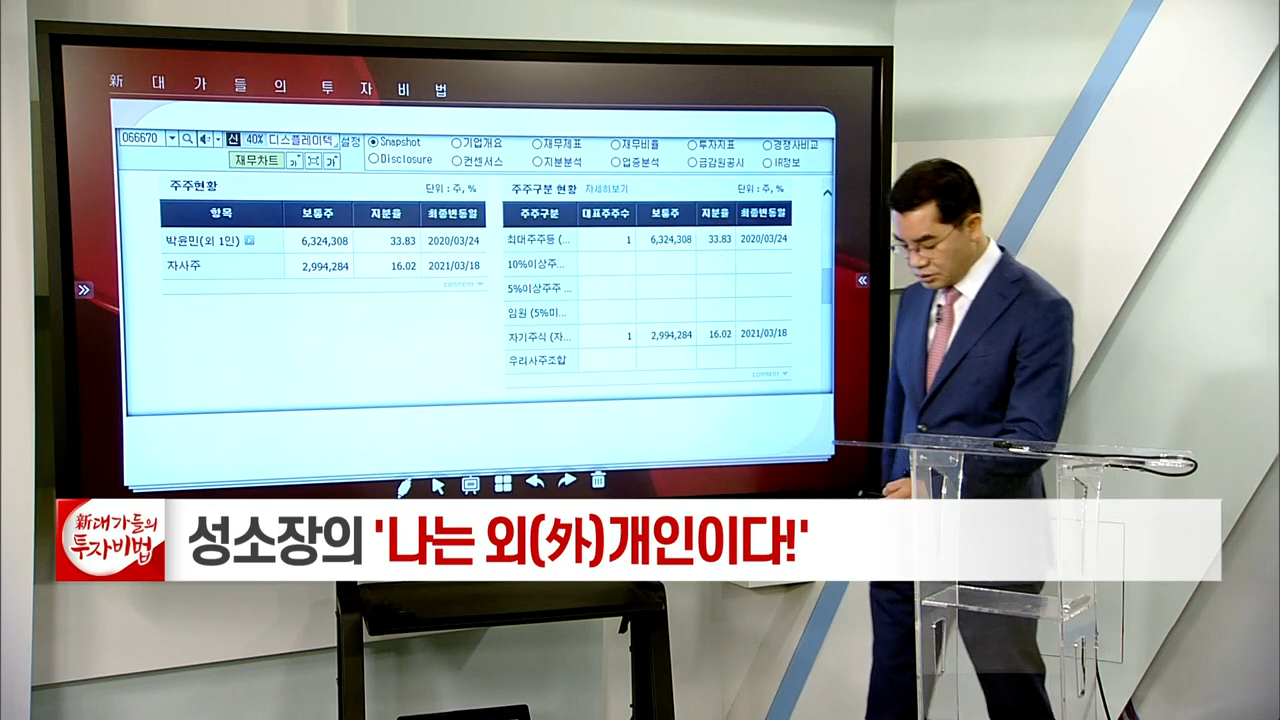 新 대 가 들 의 투 자 비 법
066670 신 40% 디스플레이텍 설정 Snapshot 기업개요 재무제표 재무비율 투자지표 경쟁사비교
재무차트 가 가 Disclosure 컨센서스 지분분석 업종분석 금감원공시 IR정보
주주현황 단위 : 주, %
항목 보통주 지분율 최종변동일
박윤민(외 1인) 6,324,308 33.83 2020/03/24
자사주 2,994,284 16.02 2021/03/18
comment
주주구분 현황 자세히보기 단위 : 주, %
주주구분 대표주주수 보통주 지분율 최종변동일
최대주주등 (... 1 6,324,308 33.83 2020/03/24
10%이상주...
5%이상주주 ...
임원 (5%미...
자기주식 (자... 1 2,994,284 16.02 2021/03/18
우리사주조합
comment
新대가들의
투자비법
성소장의 '나는 외(外)개인이다!'